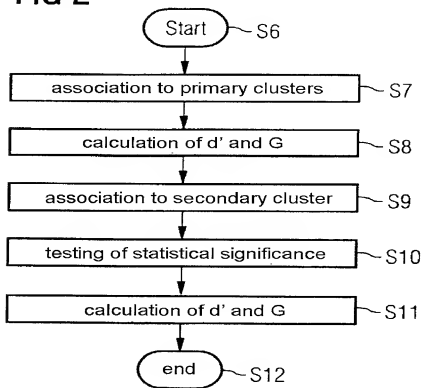 Fig 2
Start S6
association to primary clusters S7
calculation of d' and G S8
association to secondary cluster S9
testing of statistical significance S10
calculation of d' and G S11
end S12